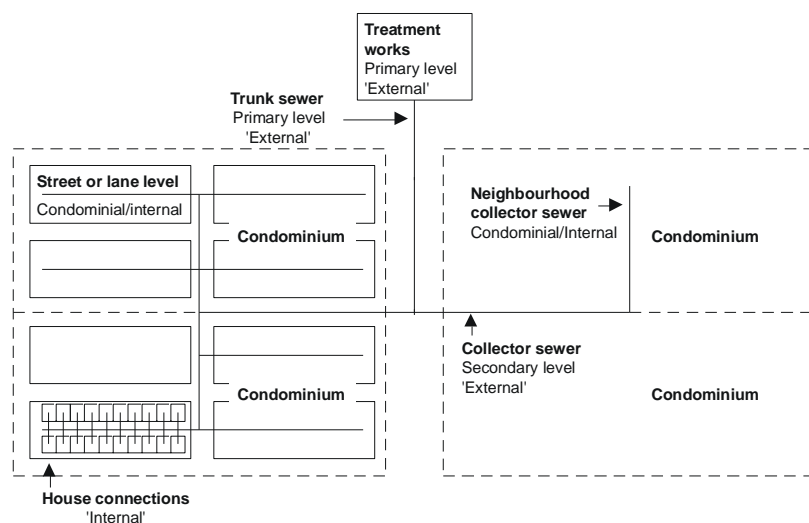 Treatment
works
Primary level
'External'
Trunk sewer
Primary level
'External'
Street or lane level
Condominial/internal
Condominium
Neighbourhood
collector sewer
Condominial/Internal
Condominium
Collector sewer
Secondary level
'External'
Condominium
Condominium
House connections
'Internal'